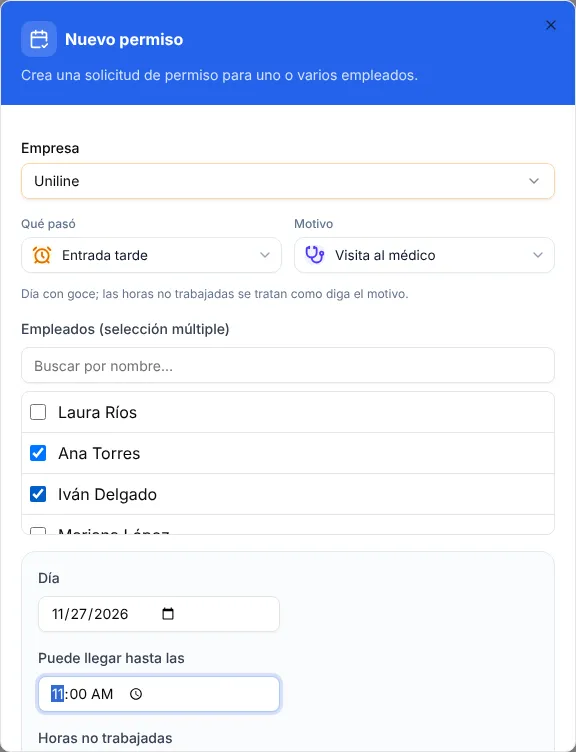 Nuevo permiso
Crea una solicitud de permiso para uno o varios empleados.
Empresa
Uniline
Qué pasó
Motivo
Entrada tarde
Visita al médico
Día con goce; las horas no trabajadas se tratan como diga el motivo.
Empleados (selección múltiple)
Buscar por nombre...
Laura Ríos
Ana Torres
Iván Delgado
Mariana López
Día
11/27/2026
Puede llegar hasta las
11:00 AM
Horas no trabajadas